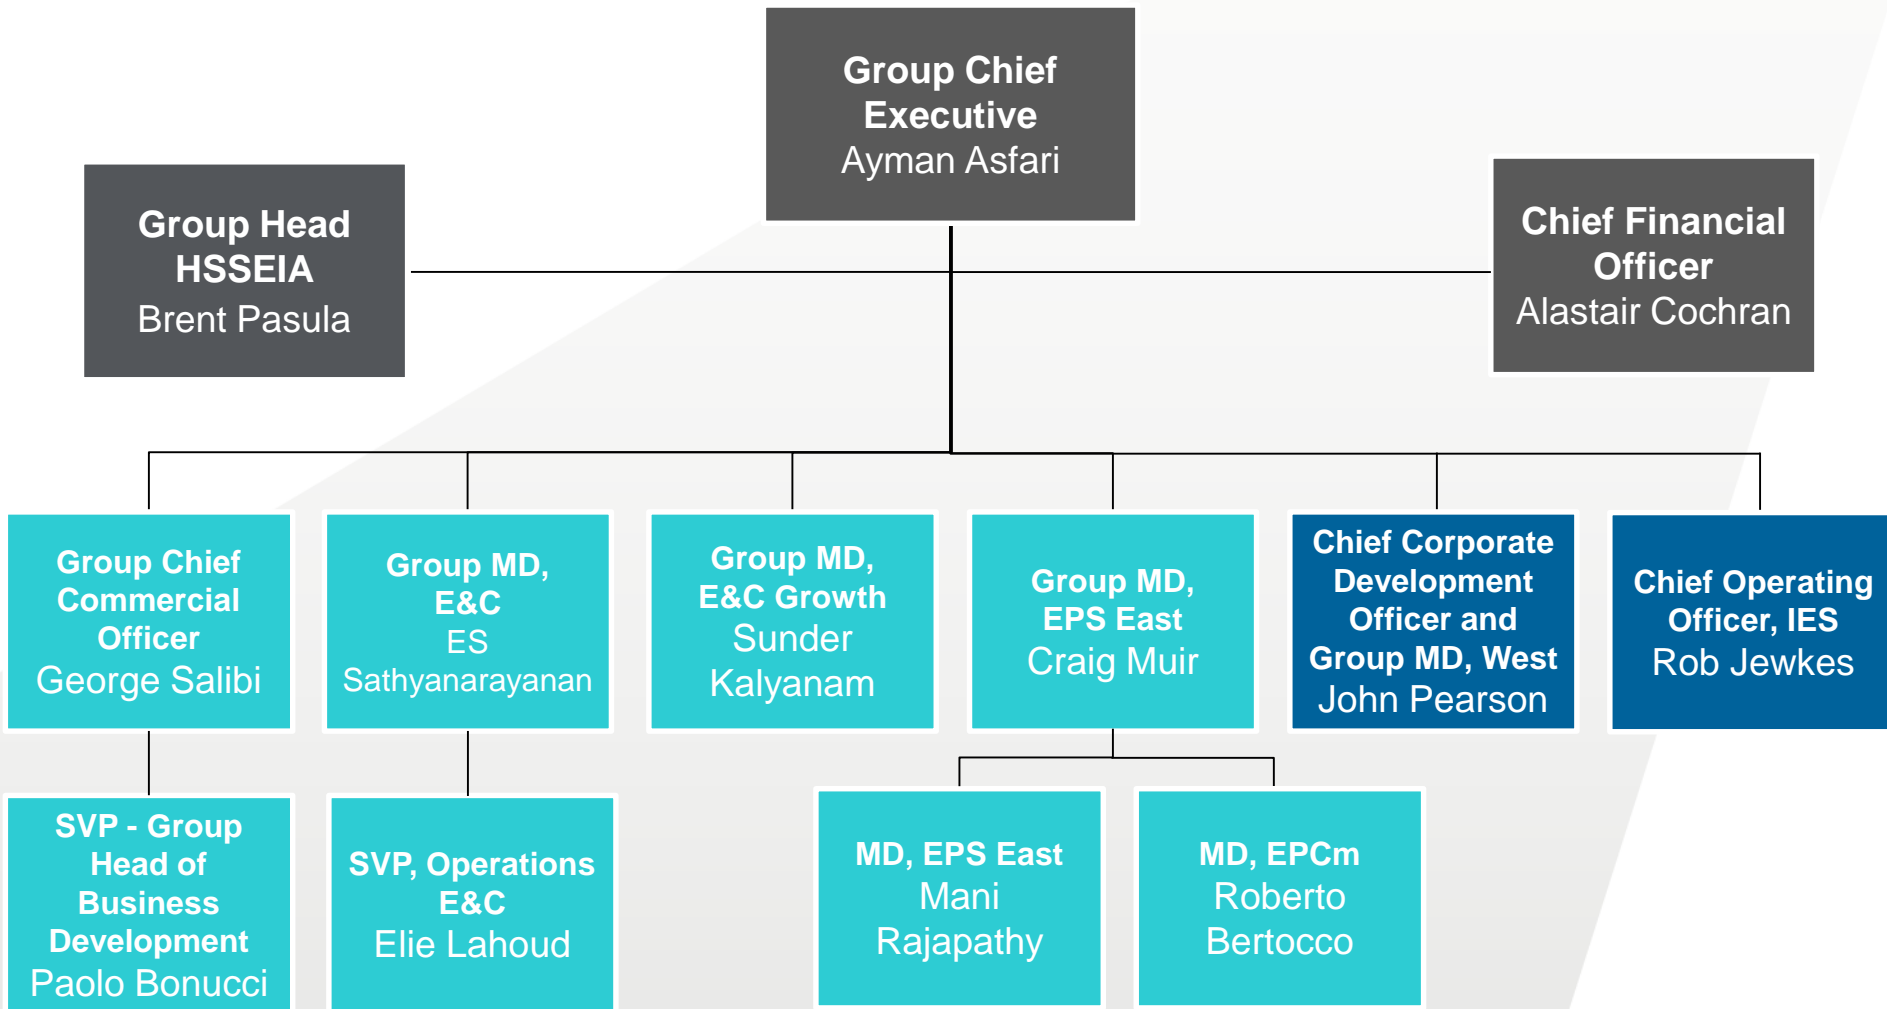 Group Chief
Executive
Ayman Asfari
Group Head
HSSEIA
Brent Pasula
Chief Financial
Officer
Alastair Cochran
Group Chief
Commercial
Officer
George Salibi
Group MD,
E&C
ES
Sathyanarayanan
Group MD,
E&C Growth
Sunder
Kalyanam
Group MD,
EPS East
Craig Muir
Chief Corporate
Development
Officer and
Group MD, West
John Pearson
Chief Operating
Officer, IES
Rob Jewkes
SVP - Group
Head of
Business
Development
Paolo Bonucci
SVP, Operations
E&C
Elie Lahoud
MD, EPS East
Mani
Rajapathy
MD, EPCm
Roberto
Bertocco